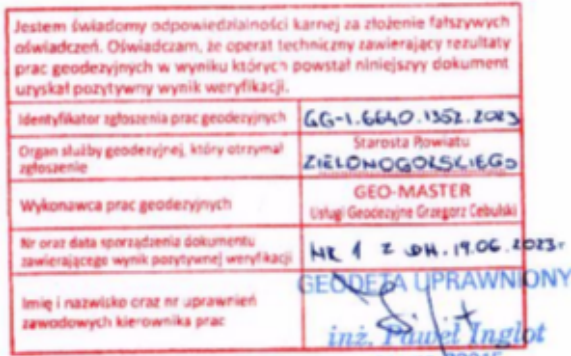 Jestem świadomy odpowiedzialności karnej za złożenie fałszywych
oświadczeń. Oświadczam, że operat techniczny zawierający rezultaty
prac geodezyjnych w wyniku których powstał niniejszyy dokument
uzyskał pozytywny wynik weryfikacji.
Identyfikator zgłoszenia prac geodezyjnych
GG-1.6640.1352.2023
Organ służby geodezyjnej, który otrzymał
zgłoszenie
Starosta Powiatu
ZIELONOGORSKIEGO
Wykonawca prac geodezyjnych
GEO-MASTER
Usługi Geodezyjne Grzegorz Cebulski
Nr oraz data sporządzenia dokumentu
zawierającego wynik pozytywnej weryfikacji
NR 1 Z DN. 19.06.2023r
Imię i nazwisko oraz nr uprawnień
zawodowych kierownika prac
GEODETA UPRAWNIONY
inż. Paweł Inglot